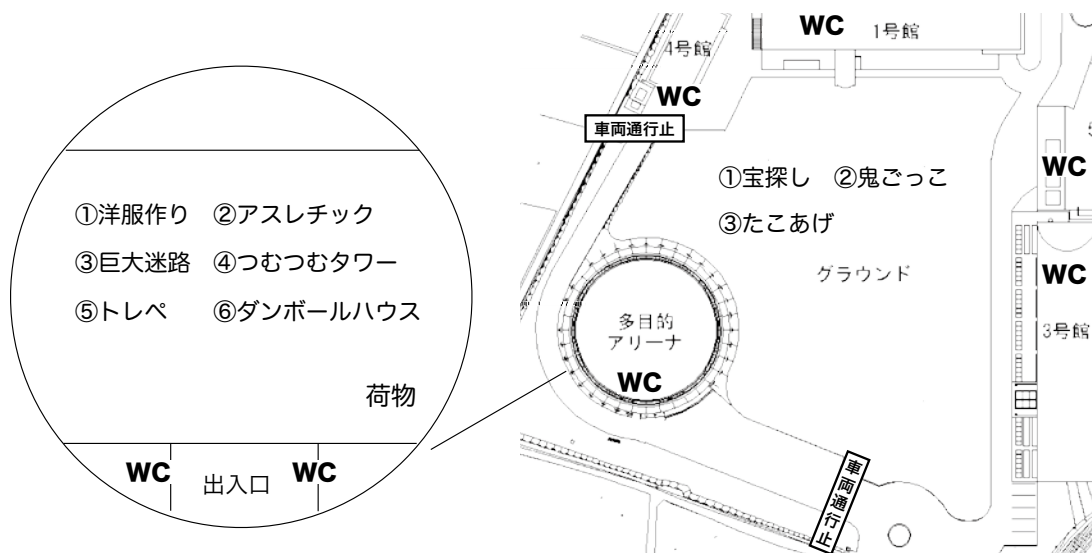 ①洋服作り ②アスレチック
③巨大迷路 ④つむつむタワー
⑤トレペ ⑥ダンボールハウス
荷物
WC
出入口
WC
WC
1号館
4号館
WC
車両通行止
①宝探し ②鬼ごっこ
③たこあげ
グラウンド
多目的
アリーナ
WC
WC
5
WC
3号館
車両通行止